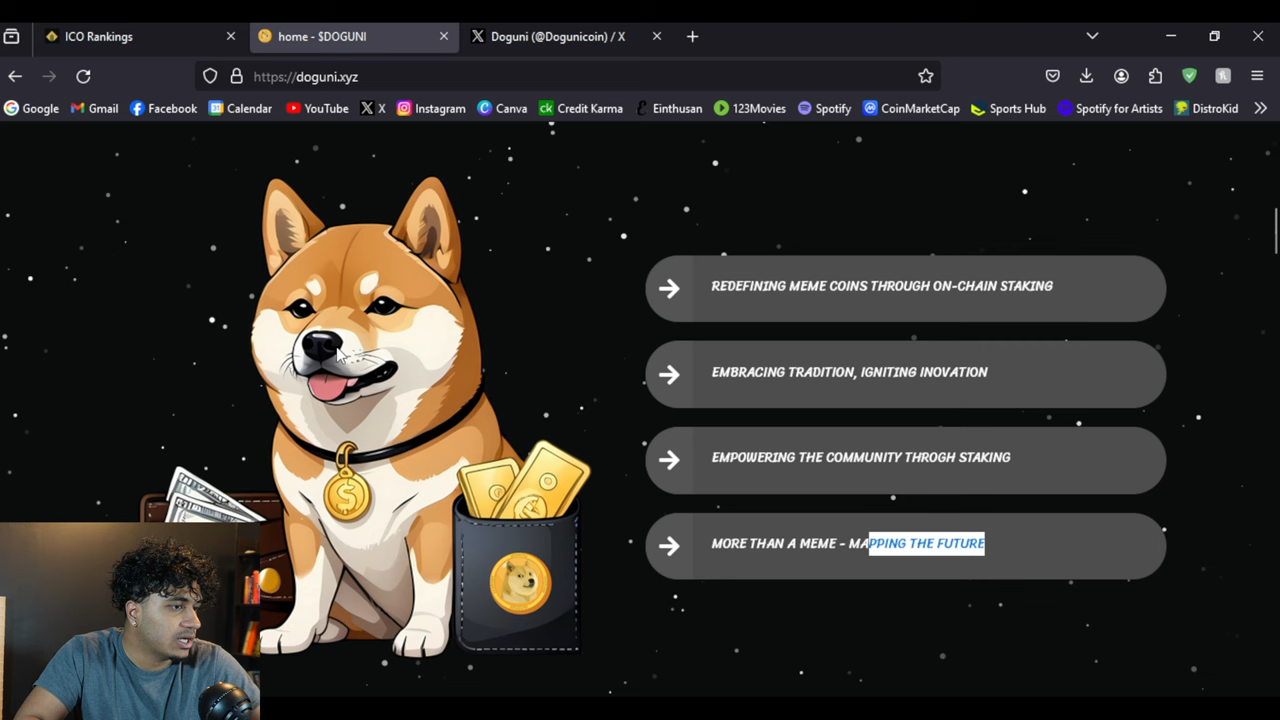 ICO Rankings
home - $DOGUNI
X
Doguni (@Dogunicoin) / X
https://doguni.xyz
G Google
M Gmail
f Facebook
Calendar
YouTube
X X
Instagram
C Canva
ck Credit Karma
Einthusan
123Movies
Spotify
CoinMarketCap
Sports Hub
Spotify for Artists
DistroKid
REDEFINING MEME COINS THROUGH ON-CHAIN STAKING
EMBRACING TRADITION, IGNITING INOVATION
EMPOWERING THE COMMUNITY THROGH STAKING
MORE THAN A MEME - MAPPING THE FUTURE
$